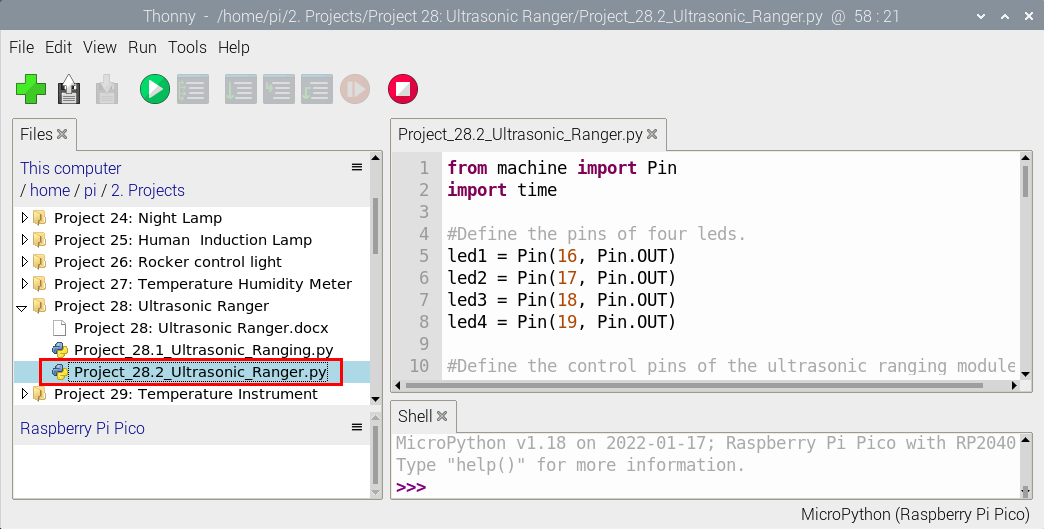 Thonny - /home/pi/2. Projects/Project 28: Ultrasonic Ranger/Project_28.2_Ultrasonic_Ranger.py @ 58 : 21
File Edit View Run Tools Help
Files
This computer
/ home / pi / 2. Projects
Project 24: Night Lamp
Project 25: Human  Induction Lamp
Project 26: Rocker control light
Project 27: Temperature Humidity Meter
Project 28: Ultrasonic Ranger
Project 28: Ultrasonic Ranger.docx
Project_28.1_Ultrasonic_Ranging.py
Project_28.2_Ultrasonic_Ranger.py
Project 29: Temperature Instrument
Raspberry Pi Pico
Project_28.2_Ultrasonic_Ranger.py
1 from machine import Pin
2 import time
3
4 #Define the pins of four leds.
5 led1 = Pin(16, Pin.OUT)
6 led2 = Pin(17, Pin.OUT)
7 led3 = Pin(18, Pin.OUT)
8 led4 = Pin(19, Pin.OUT)
9
10 #Define the control pins of the ultrasonic ranging module
Shell
MicroPython v1.18 on 2022-01-17; Raspberry Pi Pico with RP2040
Type "help()" for more information.
>>>
MicroPython (Raspberry Pi Pico)